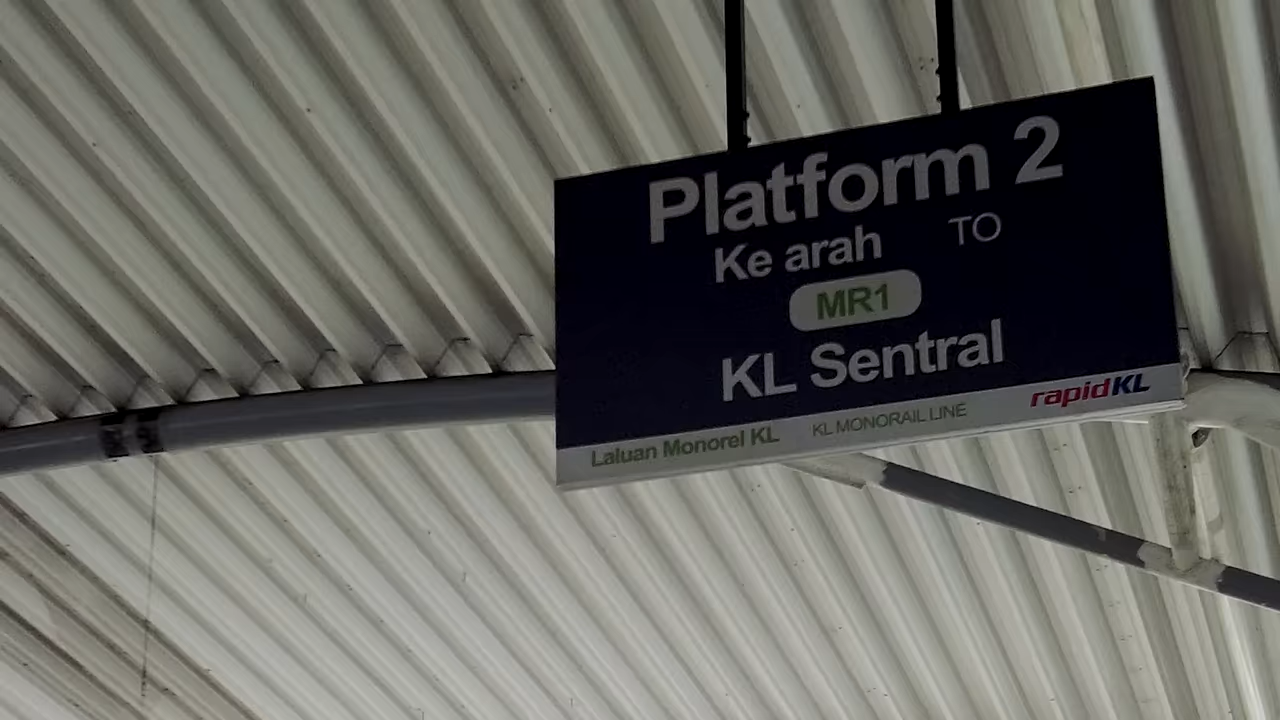 Platform 2
Ke arah TO
MR1
KL Sentral
Laluan Monorel KL KL MONORAIL LINE rapidKL